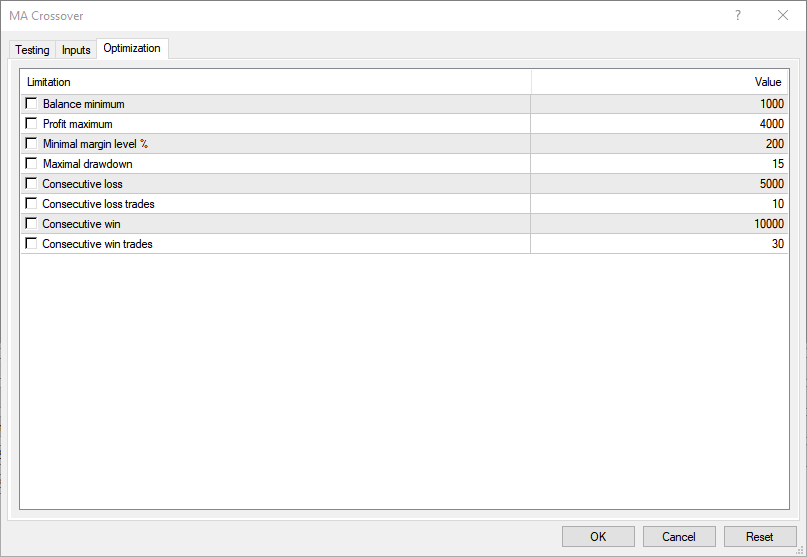 MA Crossover
?
Testing Inputs Optimization
Limitation Value
Balance minimum 1000
Profit maximum 4000
Minimal margin level % 200
Maximal drawdown 15
Consecutive loss 5000
Consecutive loss trades 10
Consecutive win 10000
Consecutive win trades 30
OK Cancel Reset